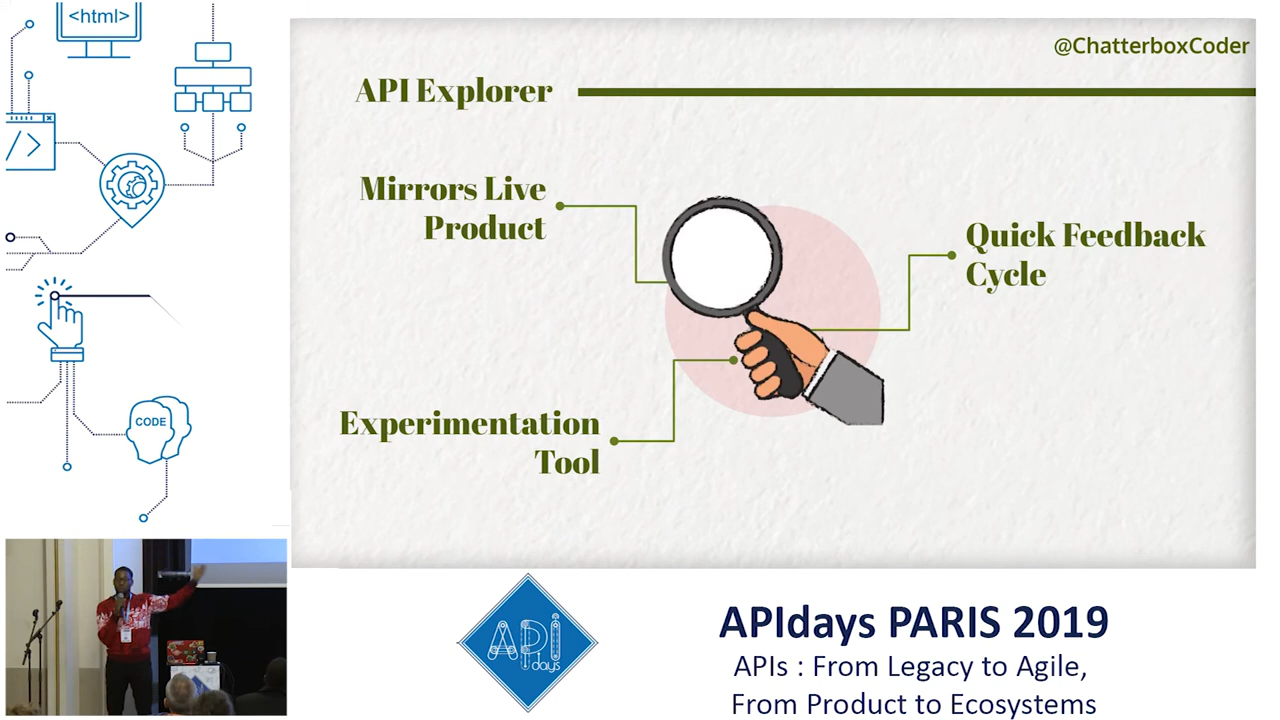 <html>
</>
CODE
@ChatterboxCoder
API Explorer
Mirrors Live
Product
Quick Feedback
Cycle
Experimentation
Tool
API
days
APIdays PARIS 2019
APIs : From Legacy to Agile,
From Product to Ecosystems